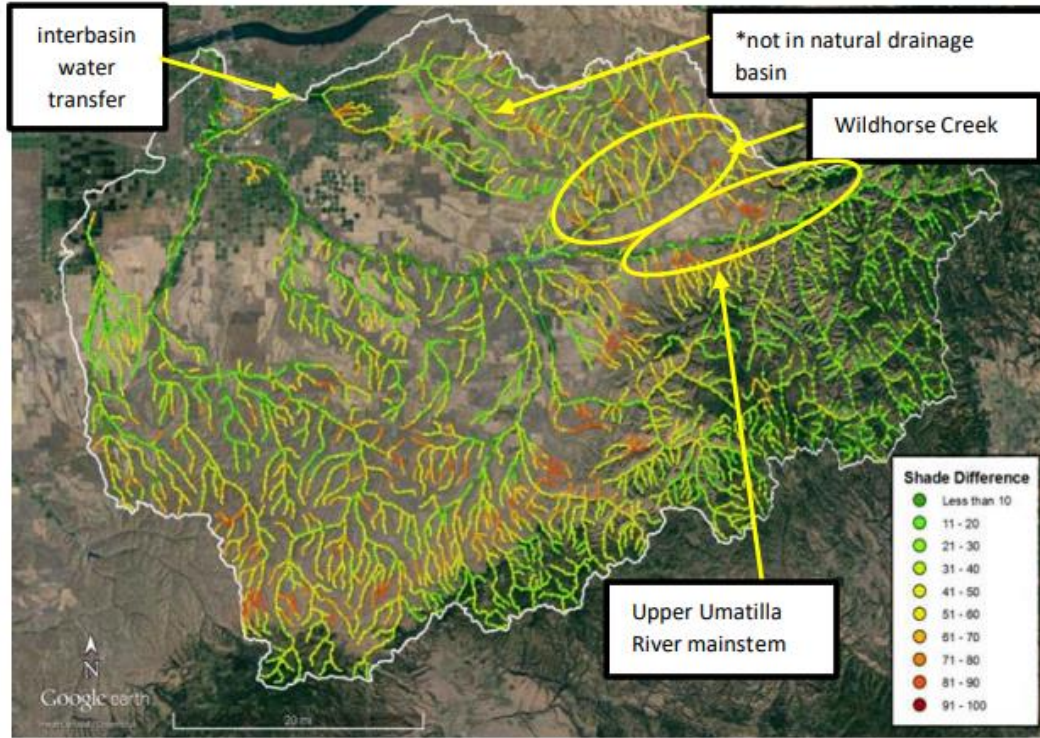 interbasin
water
transfer
*not in natural drainage
basin
Wildhorse Creek
Upper Umatilla
River mainstem
Shade Difference
Less than 10
11 - 20
21 - 30
31 - 40
41 - 50
51 - 60
61 - 70
71 - 80
81 - 90
91 - 100
N
Google earth
20 mi